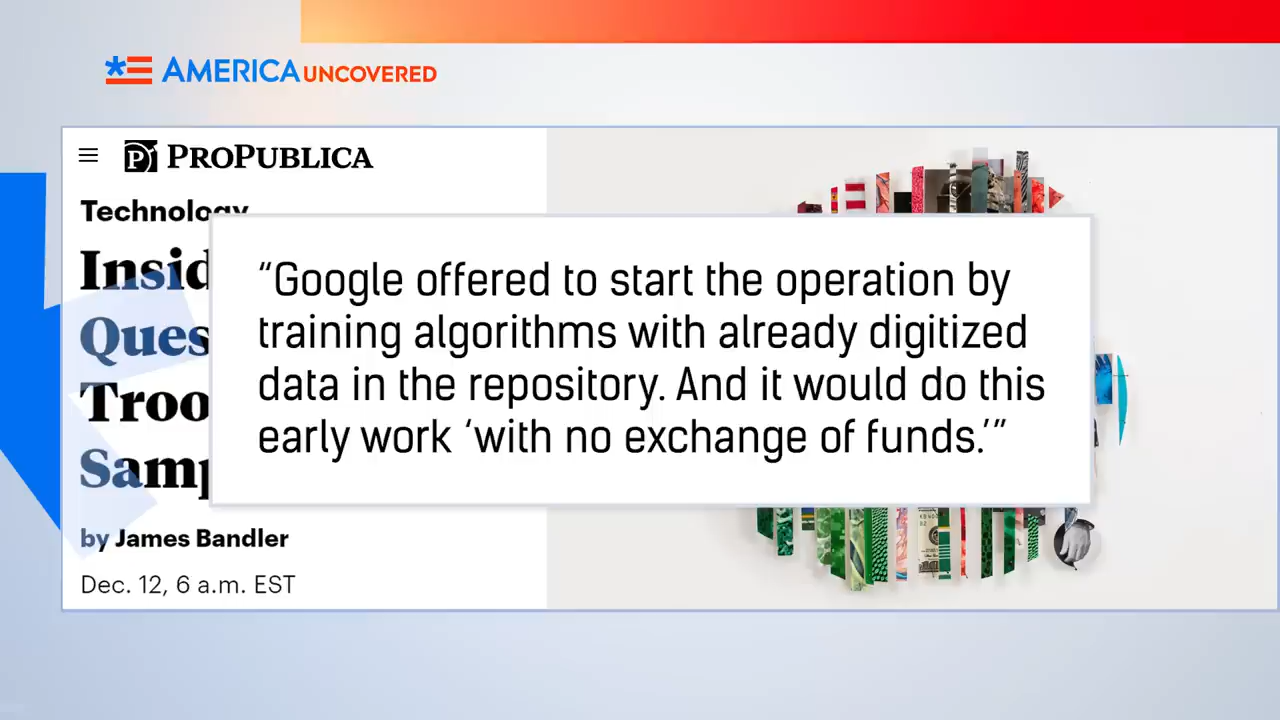 AMERICA UNCOVERED
PROPUBLICA
Technology
“Google offered to start the operation by
training algorithms with already digitized
data in the repository. And it would do this
early work ‘with no exchange of funds.’”
by James Bandler
Dec. 12, 6 a.m. EST